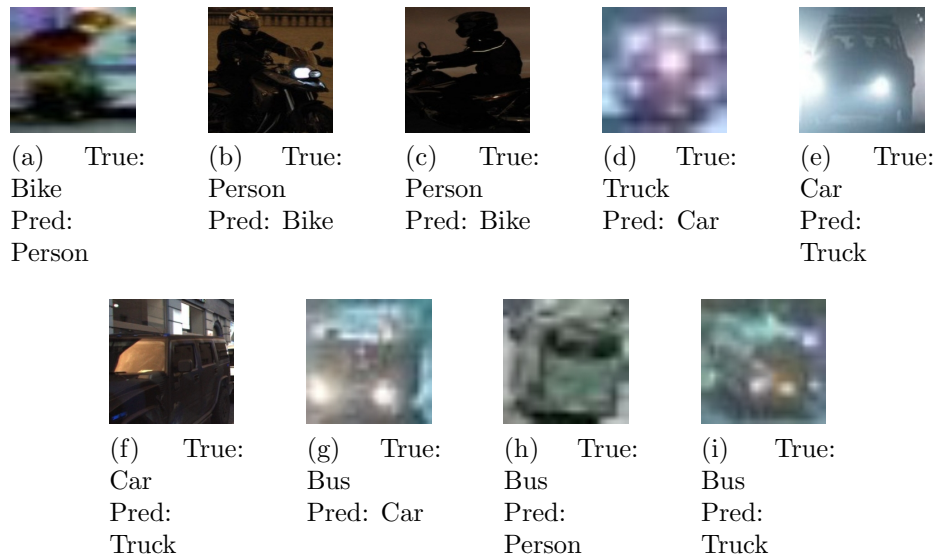 (a) True:
Bike
Pred:
Person
(b) True:
Person
Pred: Bike
(c) True:
Person
Pred: Bike
(d) True:
Truck
Pred: Car
(e) True:
Car
Pred:
Truck
(f) True:
Car
Pred:
Truck
(g) True:
Bus
Pred: Car
(h) True:
Bus
Pred:
Person
(i) True:
Bus
Pred:
Truck